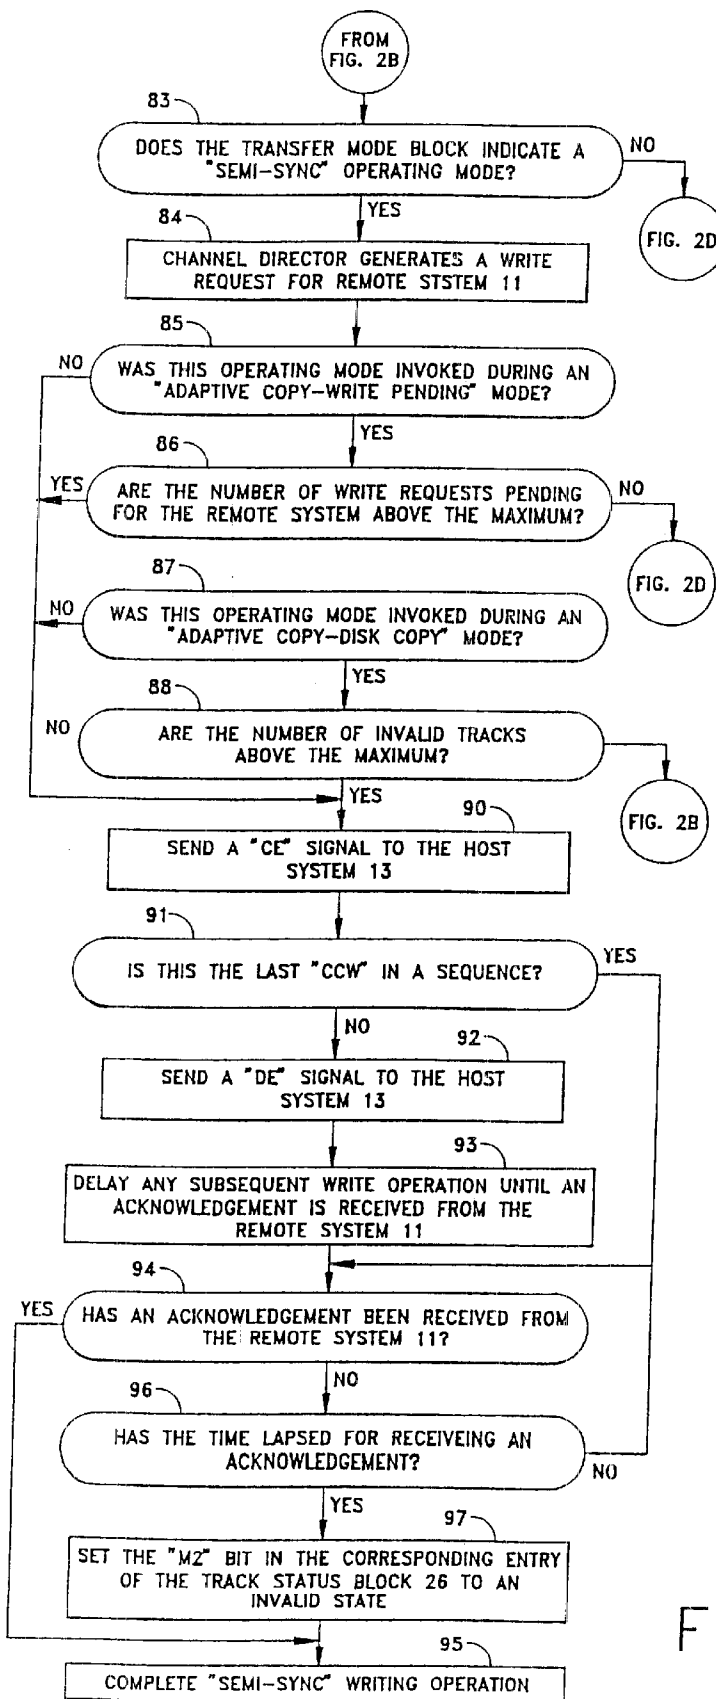 FROM
FIG. 2B
83
DOES THE TRANSFER MODE BLOCK INDICATE A
"SEMI-SYNC" OPERATING MODE?
NO
YES
FIG. 2D
84
CHANNEL DIRECTOR GENERATES A WRITE
REQUEST FOR REMOTE STSTEM 11
85
NO
WAS THIS OPERATING MODE INVOKED DURING AN
"ADAPTIVE COPY-WRITE PENDING" MODE?
YES
86
YES
ARE THE NUMBER OF WRITE REQUESTS PENDING
FOR THE REMOTE SYSTEM ABOVE THE MAXIMUM?
NO
FIG. 2D
87
NO
WAS THIS OPERATING MODE INVOKED DURING AN
"ADAPTIVE COPY-DISK COPY" MODE?
YES
88
NO
ARE THE NUMBER OF INVALID TRACKS
ABOVE THE MAXIMUM?
YES
FIG. 2B
90
SEND A "CE" SIGNAL TO THE HOST
SYSTEM 13
91
IS THIS THE LAST "CCW" IN A SEQUENCE?
YES
NO
92
SEND A "DE" SIGNAL TO THE HOST
SYSTEM 13
93
DELAY ANY SUBSEQUENT WRITE OPERATION UNTIL AN
ACKNOWLEDGEMENT IS RECEIVED FROM THE
REMOTE SYSTEM 11
94
YES
HAS AN ACKNOWLEDGEMENT BEEN RECEIVED FROM
THE REMOTE SYSTEM 11?
NO
96
HAS THE TIME LAPSED FOR RECEIVEING AN
ACKNOWLEDGEMENT?
NO
YES
97
SET THE "M2" BIT IN THE CORRESPONDING ENTRY
OF THE TRACK STATUS BLOCK 26 TO AN
INVALID STATE
F
95
COMPLETE "SEMI-SYNC" WRITING OPERATION